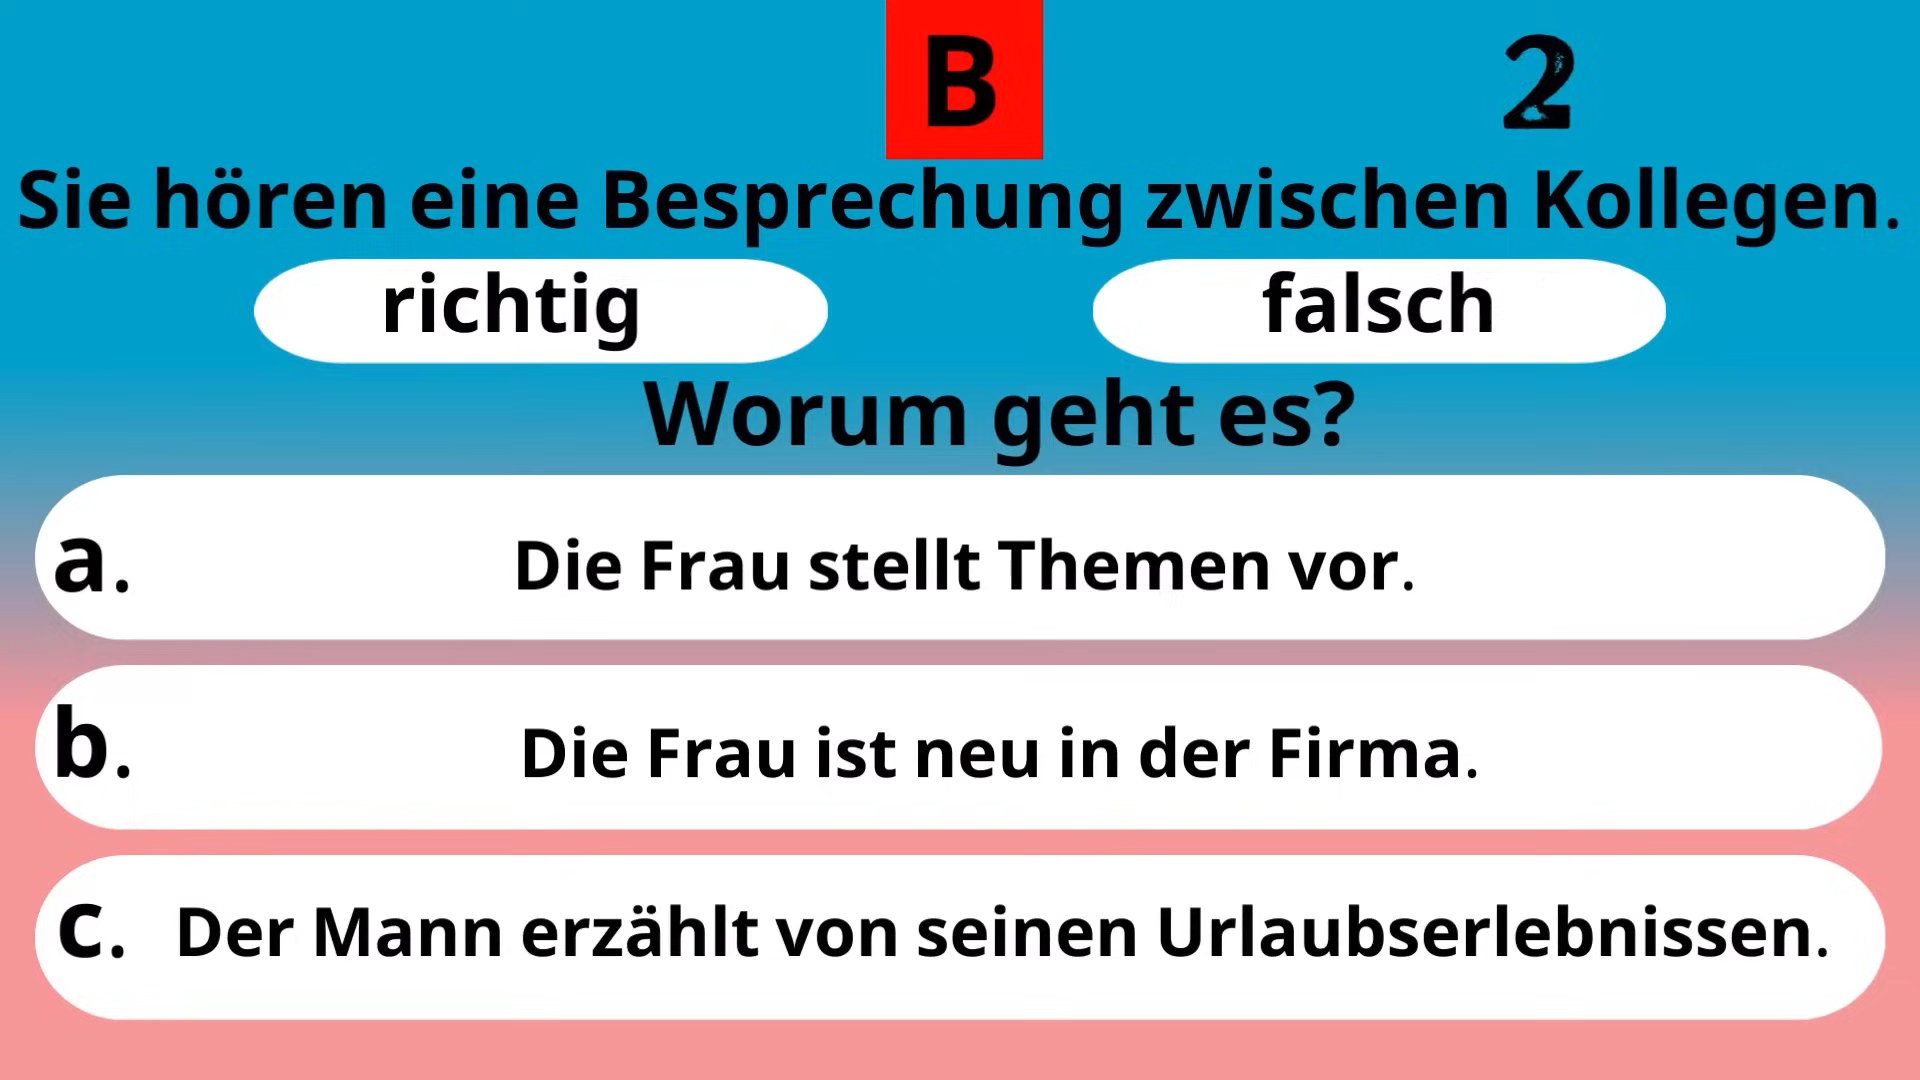 B 2
Sie hören eine Besprechung zwischen Kollegen.
richtig falsch
Worum geht es?
a. Die Frau stellt Themen vor.
b. Die Frau ist neu in der Firma.
c. Der Mann erzählt von seinen Urlaubserlebnissen.